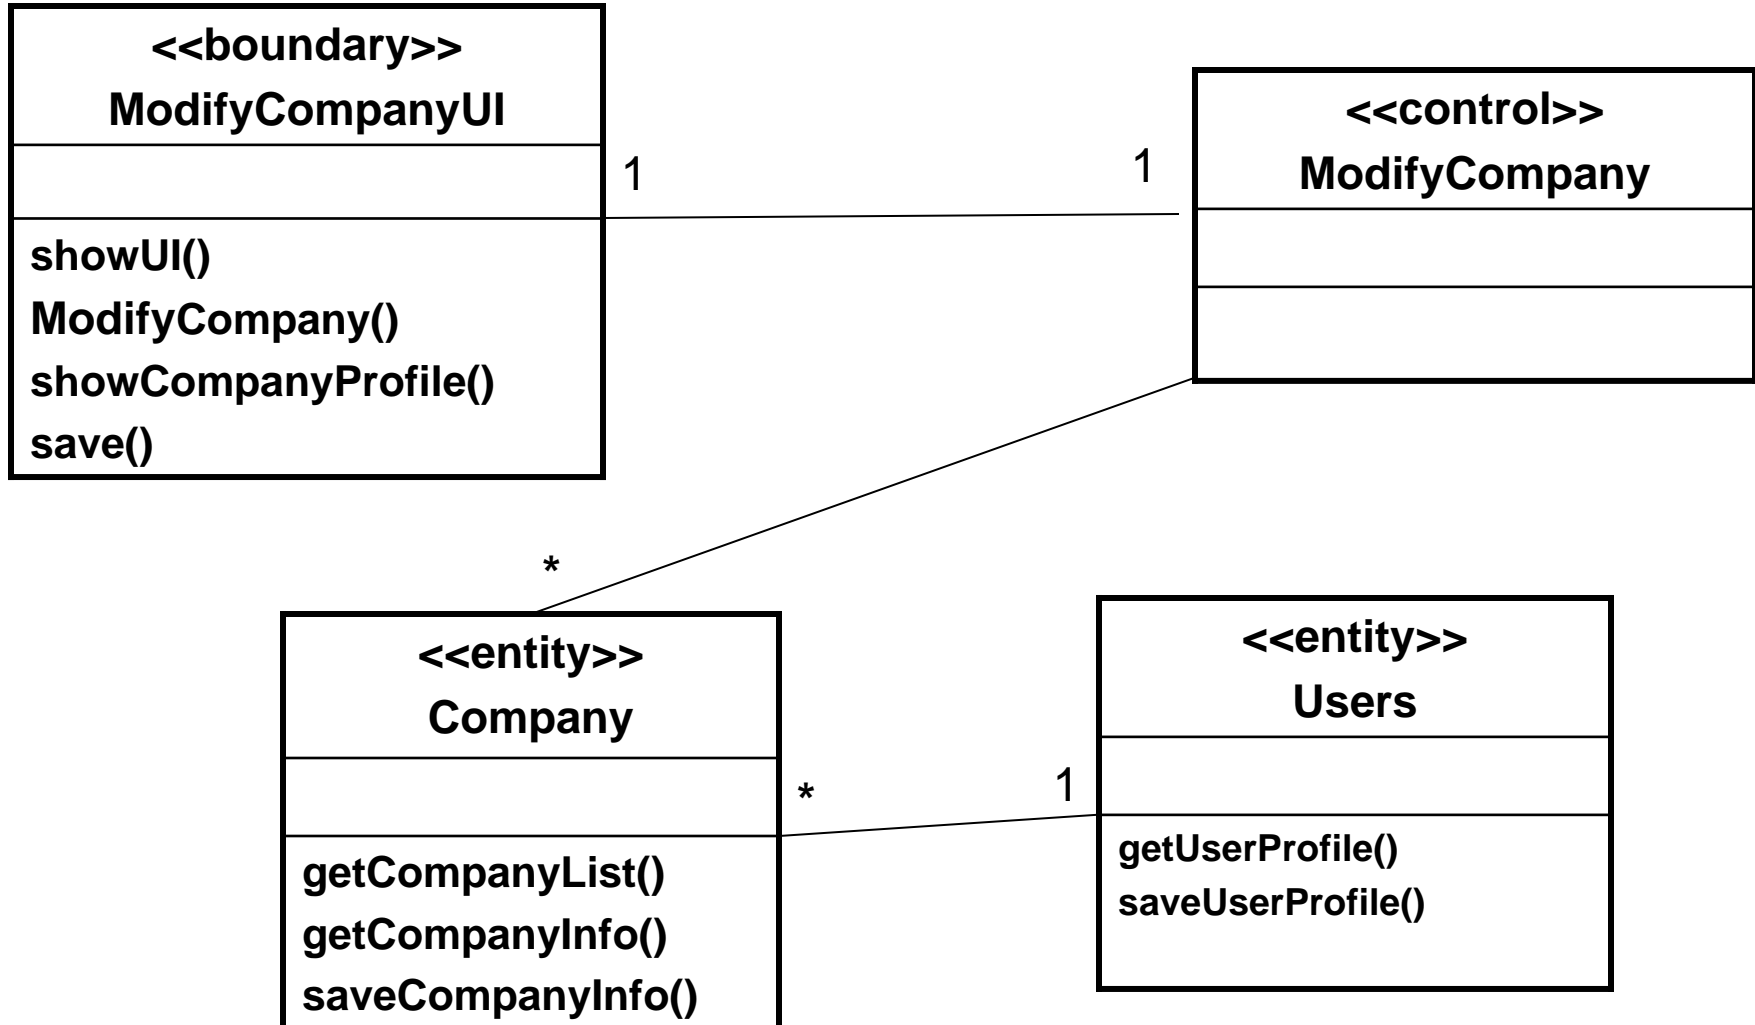 <<boundary>>
ModifyCompanyUI
showUI()
ModifyCompany()
showCompanyProfile()
save()
1
1
<<control>>
ModifyCompany
*
<<entity>>
Company
getCompanyList()
getCompanyInfo()
saveCompanyInfo()
*
1
<<entity>>
Users
getUserProfile()
saveUserProfile()